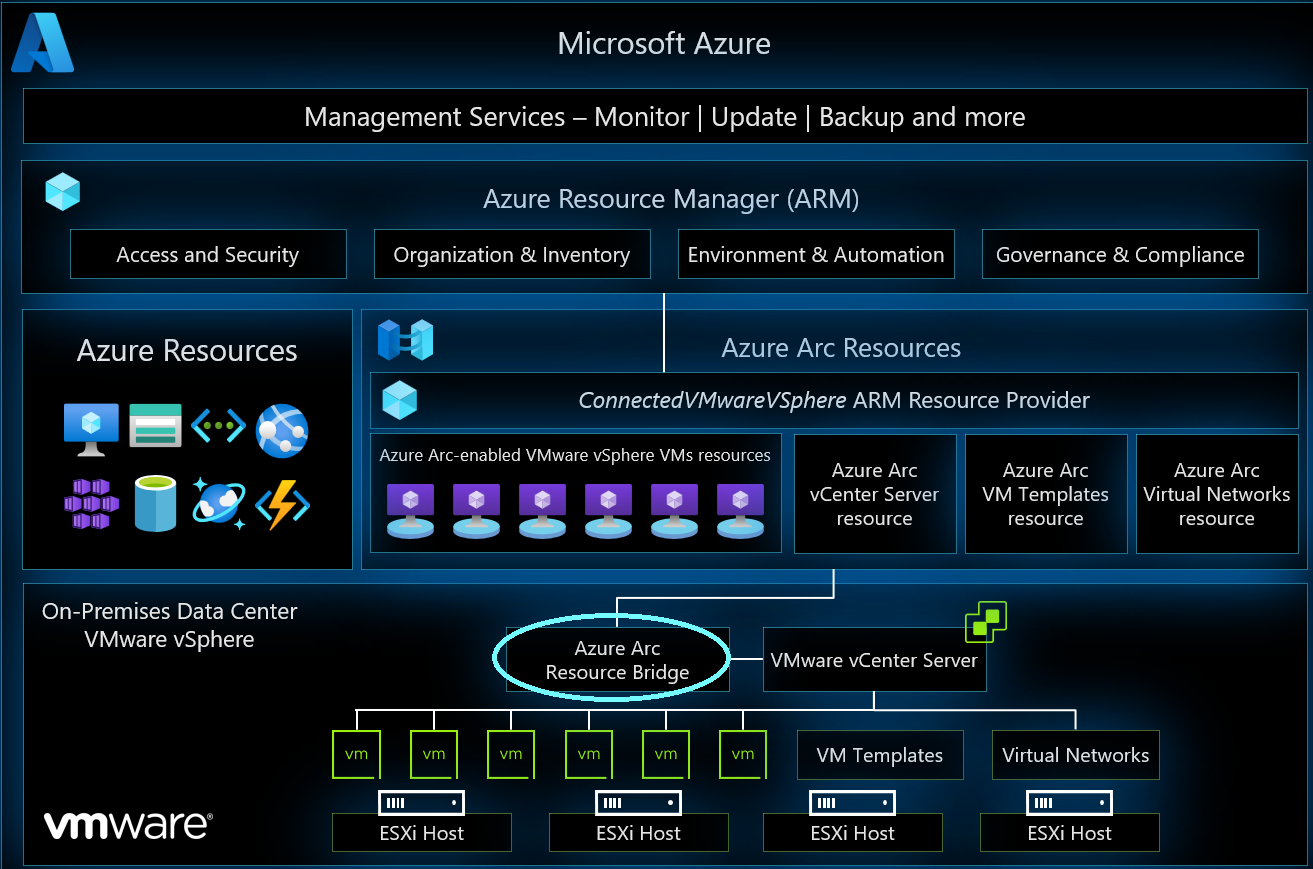 Microsoft Azure
Management Services – Monitor | Update | Backup and more
Azure Resource Manager (ARM)
Access and Security
Organization & Inventory
Environment & Automation
Governance & Compliance
Azure Resources
Azure Arc Resources
ConnectedVMwareVSphere ARM Resource Provider
Azure Arc-enabled VMware vSphere VMs resources
Azure Arc
vCenter Server
resource
Azure Arc
VM Templates
resource
Azure Arc
Virtual Networks
resource
On-Premises Data Center
VMware vSphere
Azure Arc
Resource Bridge
VMware vCenter Server
vm
vm
vm
vm
vm
vm
VM Templates
Virtual Networks
vmware®
ESXi Host
ESXi Host
ESXi Host
ESXi Host